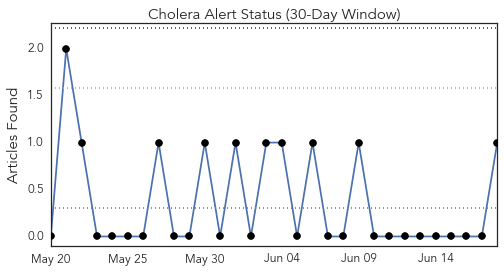 Cholera Alert Status (30-Day Window)
Articles Found
2.0
1.5
1.0
0.5
0.0
May 20
May 25
May 30
Jun 04
Jun 09
Jun 14